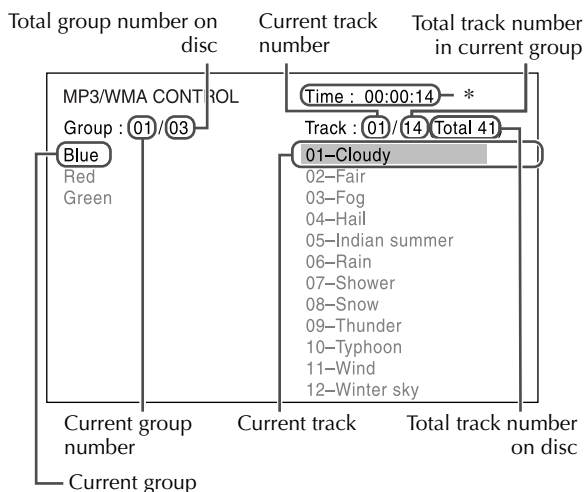 Total group number on
disc
Current track
number
Total track number
in current group
MP3/WMA CONTROL
Time : 00:00:14 *
Group : 01/03
Track : 01/14 Total 41
Blue
Red
Green
01–Cloudy
02–Fair
03–Fog
04–Hail
05–Indian summer
06–Rain
07–Shower
08–Snow
09–Thunder
10–Typhoon
11–Wind
12–Winter sky
Current group
number
Current track
Total track number
on disc
Current group